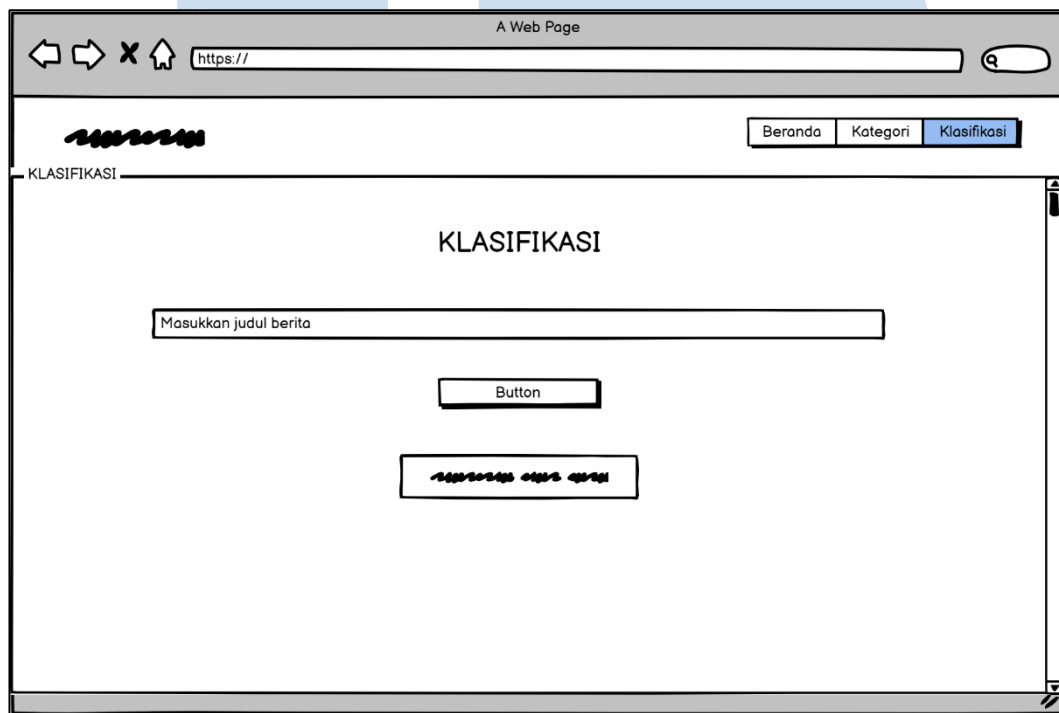 A Web Page
https://
Beranda Kategori Klasifikasi
KLASIFIKASI
KLASIFIKASI
Masukkan judul berita
Button